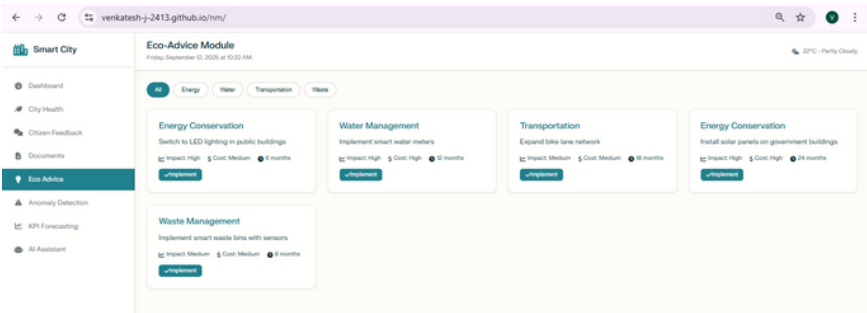 venkatesh-j-2413.github.io/nm/
V
Smart City
Eco-Advice Module
Friday, September 12, 2025 at 10:22 AM
22°C - Partly Cloudy
Dashboard
City Health
Citizen Feedback
Documents
Eco Advice
Anomaly Detection
KPI Forecasting
AI Assistant
All Energy Water Transportation Waste
Energy Conservation
Switch to LED lighting in public buildings
Impact: High $ Cost: Medium 6 months
✓Implement
Water Management
Implement smart water meters
Impact: High $ Cost: High 12 months
✓Implement
Transportation
Expand bike lane network
Impact: Medium $ Cost: Medium 18 months
✓Implement
Energy Conservation
Install solar panels on government buildings
Impact: High $ Cost: High 24 months
✓Implement
Waste Management
Implement smart waste bins with sensors
Impact: Medium $ Cost: Medium 8 months
✓Implement